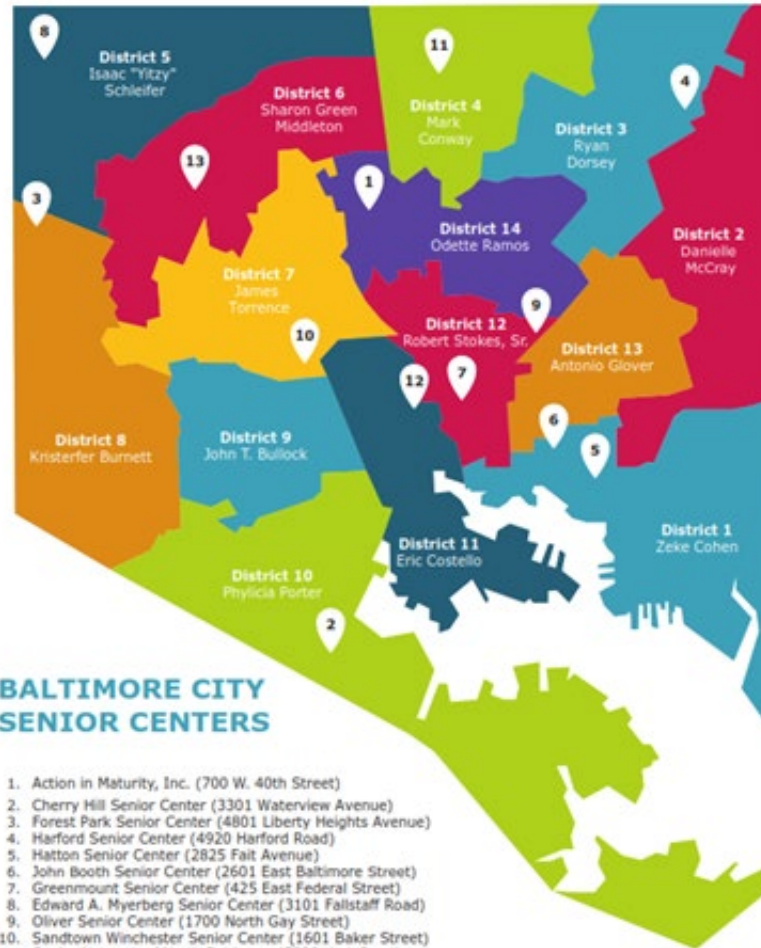 8
11
District 5
Isaac "Yitzy"
Schleifer
4
District 6
Sharon Green
Middleton
District 4
Mark
Conway
District 3
Ryan
Dorsey
13
1
3
District 14
Odette Ramos
District 2
Danielle
McCray
District 7
James
Torrence
9
10
District 12
Robert Stokes, Sr.
District 13
Antonio Glover
12
7
6
District 8
Kristerfer Burnett
District 9
John T. Bullock
5
District 11
Eric Costello
District 1
Zeke Cohen
District 10
Phylicia Porter
2
BALTIMORE CITY
SENIOR CENTERS
1. Action in Maturity, Inc. (700 W. 40th Street)
2. Cherry Hill Senior Center (3301 Waterview Avenue)
3. Forest Park Senior Center (4801 Liberty Heights Avenue)
4. Harford Senior Center (4920 Harford Road)
5. Hatton Senior Center (2825 Fait Avenue)
6. John Booth Senior Center (2601 East Baltimore Street)
7. Greenmount Senior Center (425 East Federal Street)
8. Edward A. Myerberg Senior Center (3101 Fallstaff Road)
9. Oliver Senior Center (1700 North Gay Street)
10. Sandtown Winchester Senior Center (1601 Baker Street)